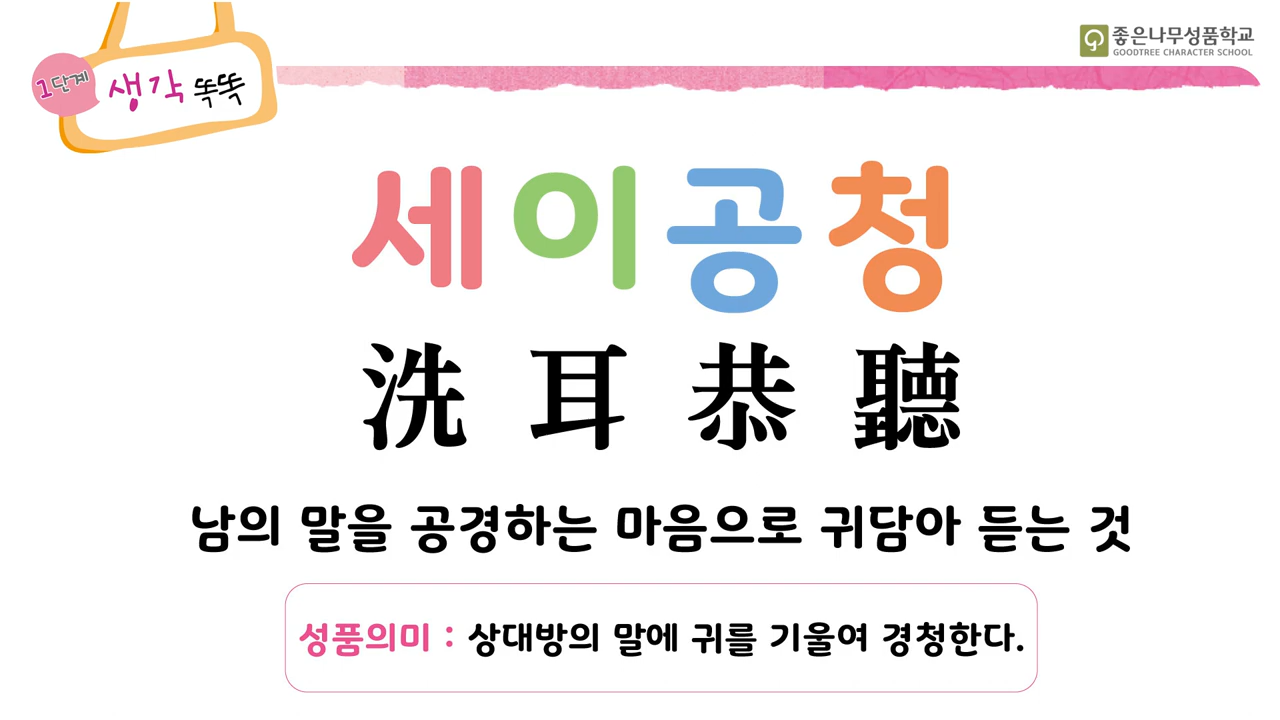 1단계 생각 똑똑
좋은나무성품학교
GOODTREE CHARACTER SCHOOL
세이공청
洗耳恭聽
남의 말을 공경하는 마음으로 귀담아 듣는 것
성품의미 : 상대방의 말에 귀를 기울여 경청한다.